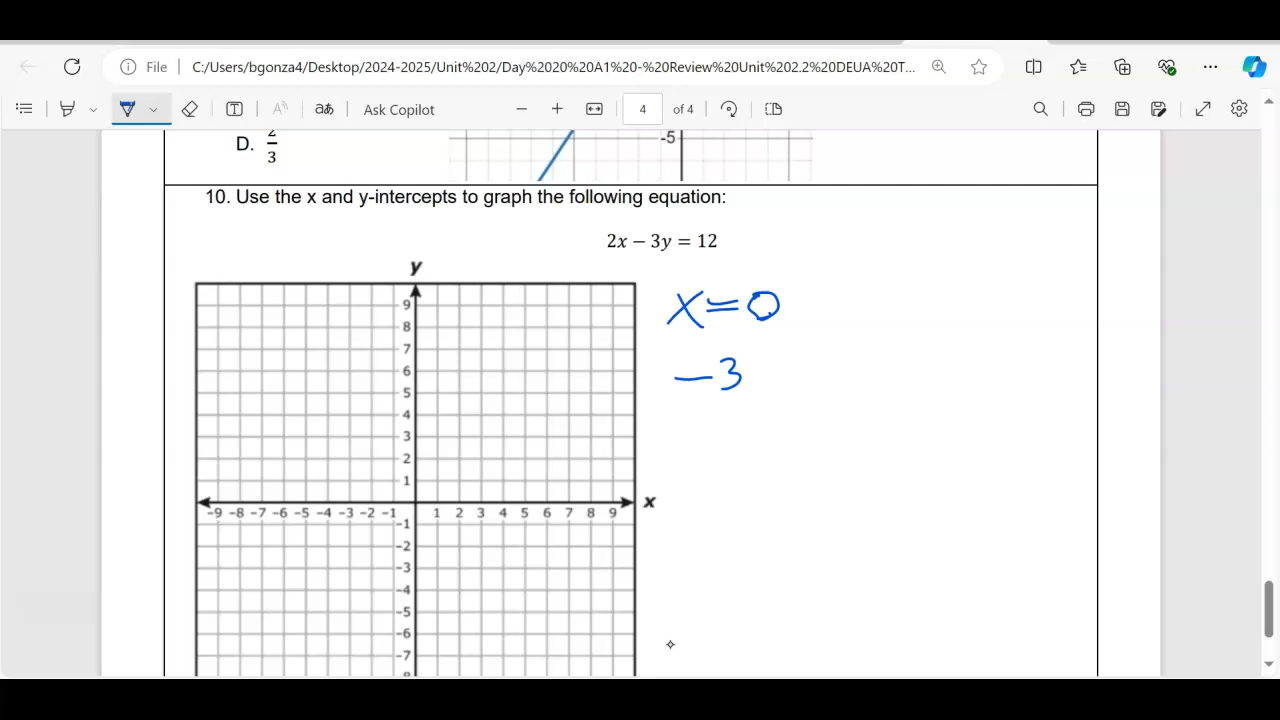 File C:/Users/bgonza4/Desktop/2024-2025/Unit%202/Day%2020%20A1%20-%20Review%20Unit%202.2%20DEUA%20T...
Ask Copilot 4 of 4
D. 2/3
-5
10. Use the x and y-intercepts to graph the following equation:
2x − 3y = 12
y
9
8
7
6
5
4
3
2
1
-9 -8 -7 -6 -5 -4 -3 -2 -1 1 2 3 4 5 6 7 8 9 x
-1
-2
-3
-4
-5
-6
-7
x=0
-3